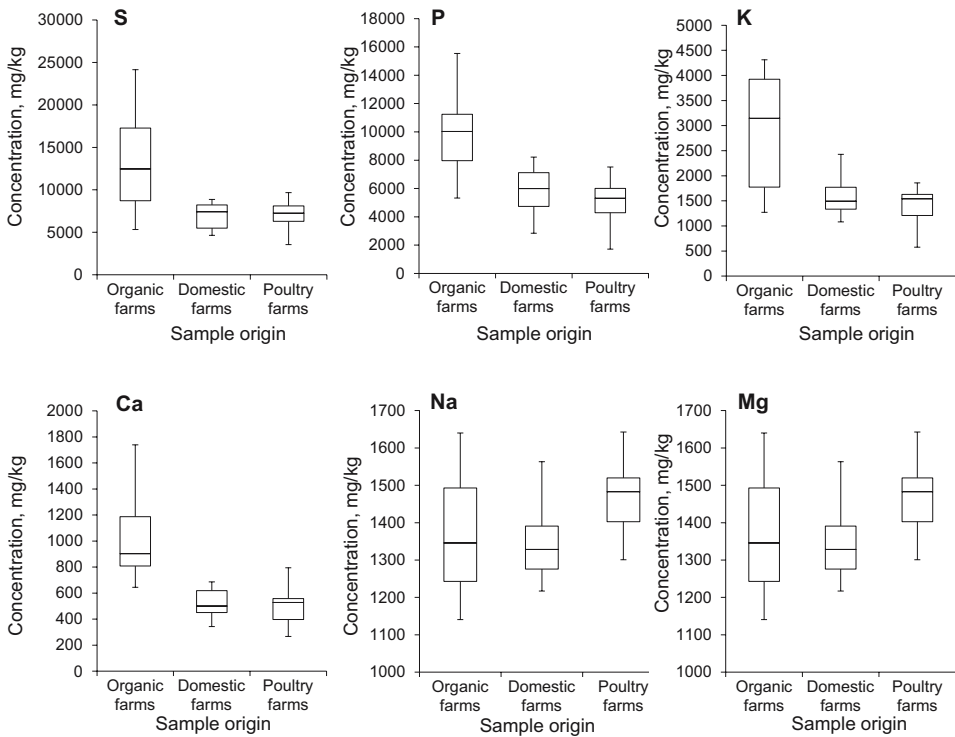 S
Concentration, mg/kg
30000
25000
20000
15000
10000
5000
0
Organic farms
Domestic farms
Poultry farms
Sample origin
P
Concentration, mg/kg
18000
16000
14000
12000
10000
8000
6000
4000
2000
0
Organic farms
Domestic farms
Poultry farms
Sample origin
K
Concentration, mg/kg
5000
4500
4000
3500
3000
2500
2000
1500
1000
500
0
Organic farms
Domestic farms
Poultry farms
Sample origin
Ca
Concentration, mg/kg
2000
1800
1600
1400
1200
1000
800
600
400
200
0
Organic farms
Domestic farms
Poultry farms
Sample origin
Na
Concentration, mg/kg
1700
1600
1500
1400
1300
1200
1100
1000
Organic farms
Domestic farms
Poultry farms
Sample origin
Mg
Concentration, mg/kg
1700
1600
1500
1400
1300
1200
1100
1000
Organic farms
Domestic farms
Poultry farms
Sample origin